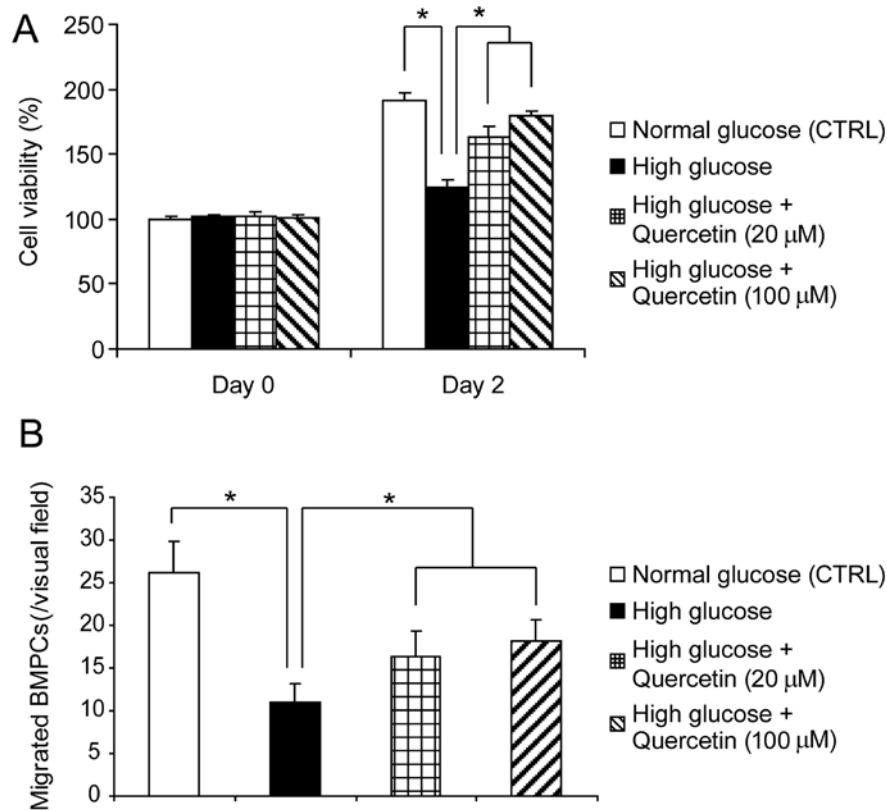 A
Cell viability (%)
250
200
150
100
50
0
* *
Day 0 Day 2
Normal glucose (CTRL)
High glucose
High glucose +
Quercetin (20 μM)
High glucose +
Quercetin (100 μM)
B
Migrated BMPCs(/visual field)
35
30
25
20
15
10
5
0
* *
Normal glucose (CTRL)
High glucose
High glucose +
Quercetin (20 μM)
High glucose +
Quercetin (100 μM)